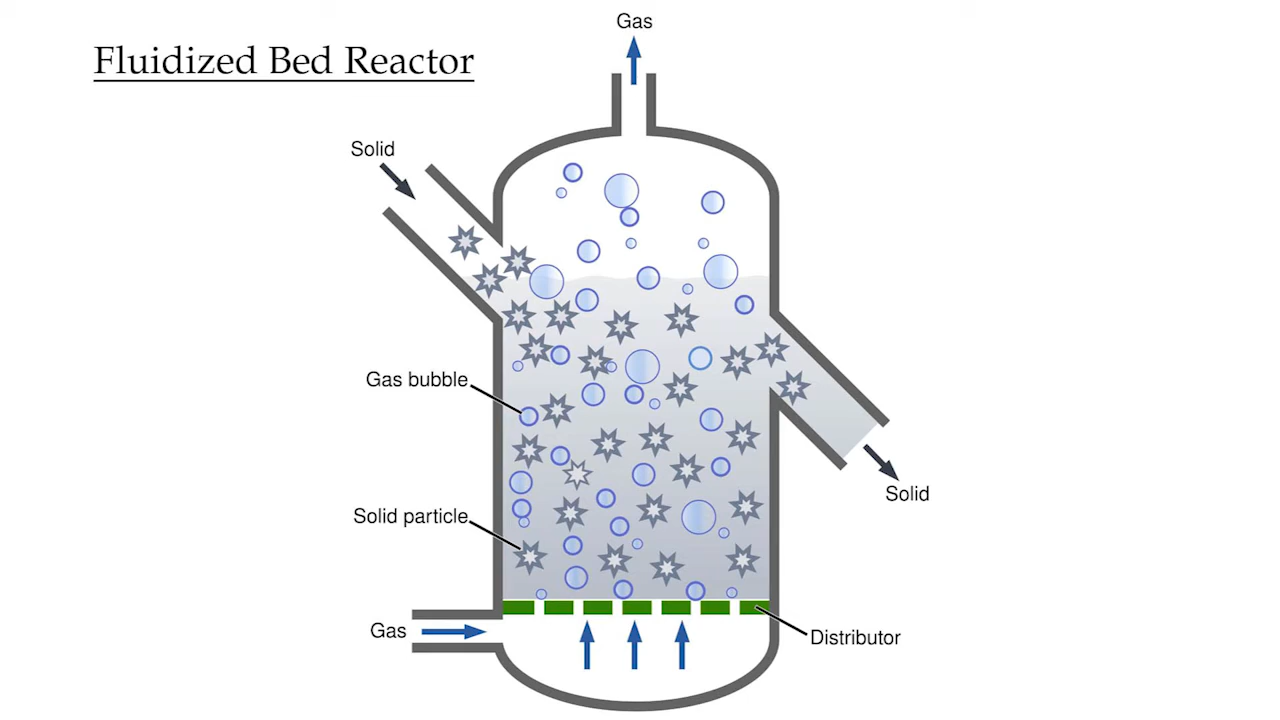 Fluidized Bed Reactor
Gas
Solid
Gas bubble
Solid particle
Solid
Gas
Distributor